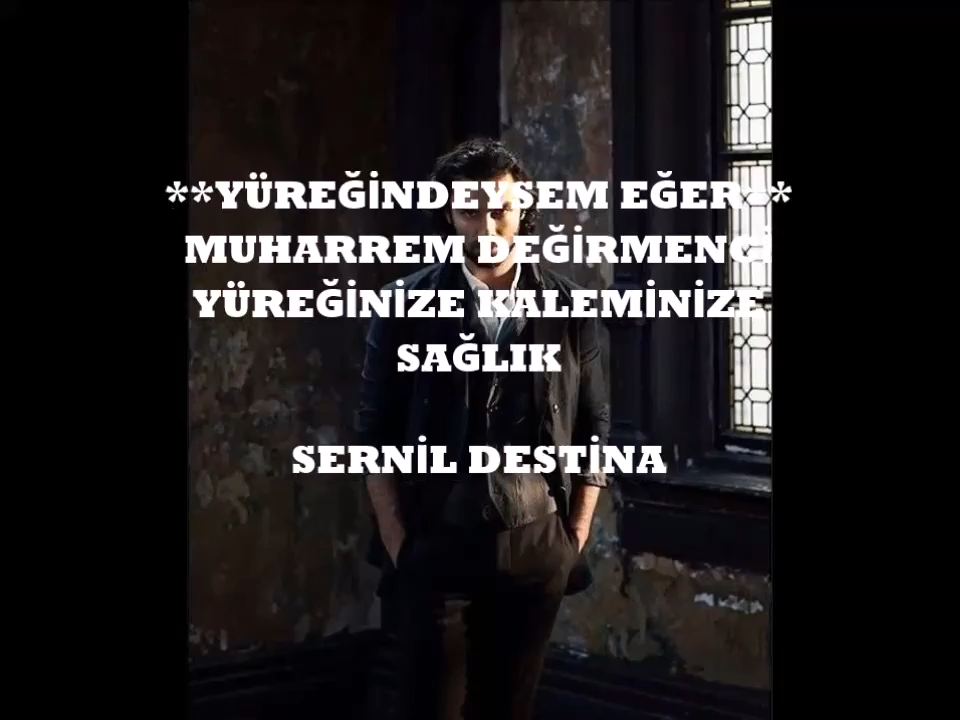 **YÜREĞİNDEYSEM EĞER**
MUHARREM DEĞİRMENCİ
YÜREĞİNİZE KALEMİNİZE
SAĞLIK
SERNİL DESTİNA